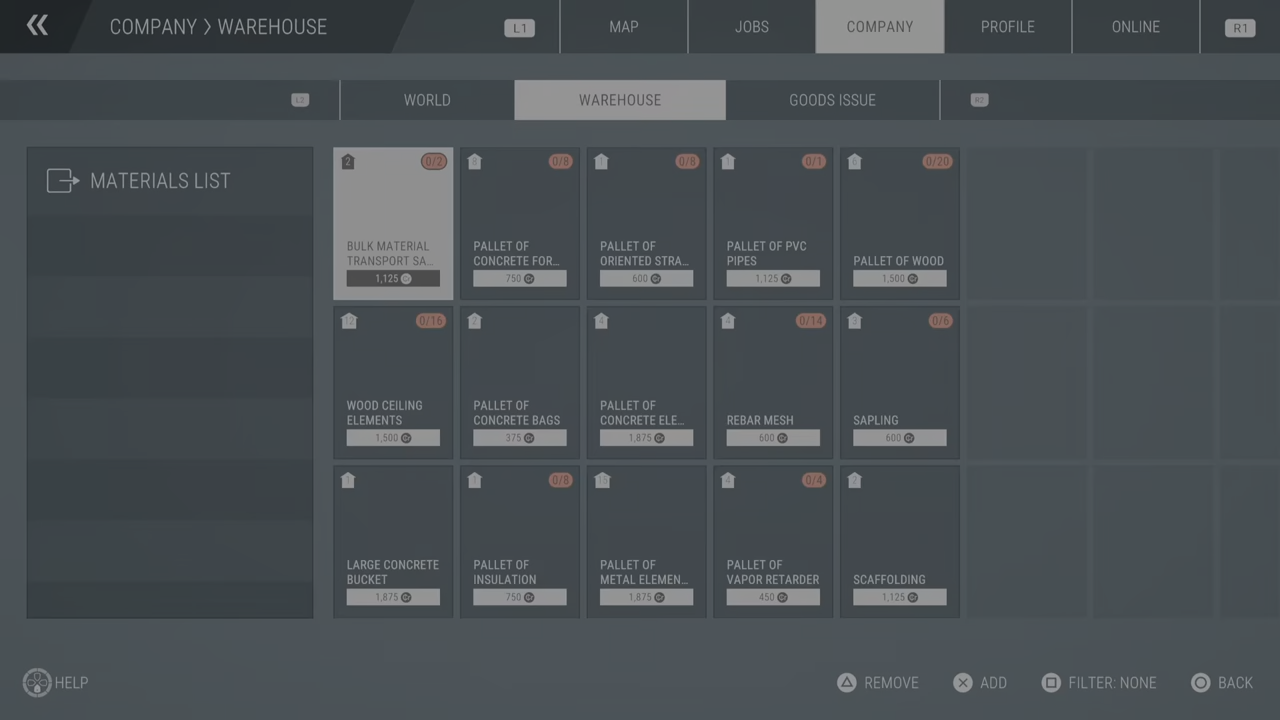 COMPANY > WAREHOUSE
L1
MAP
JOBS
COMPANY
PROFILE
ONLINE
R1
L2
WORLD
WAREHOUSE
GOODS ISSUE
R2
MATERIALS LIST
2
0/2
BULK MATERIAL
TRANSPORT SA...
1,125
0/8
PALLET OF
CONCRETE FOR...
750
0/8
PALLET OF
ORIENTED STRA...
600
0/1
PALLET OF PVC
PIPES
1,125
0/20
PALLET OF WOOD
1,500
12
0/16
WOOD CEILING
ELEMENTS
1,500
2
PALLET OF
CONCRETE BAGS
375
4
PALLET OF
CONCRETE ELE...
1,875
4
0/14
REBAR MESH
600
0/6
SAPLING
600
LARGE CONCRETE
BUCKET
1,875
0/8
PALLET OF
INSULATION
750
PALLET OF
METAL ELEMEN...
1,875
4
0/4
PALLET OF
VAPOR RETARDER
450
SCAFFOLDING
1,125
HELP
REMOVE
ADD
FILTER: NONE
BACK